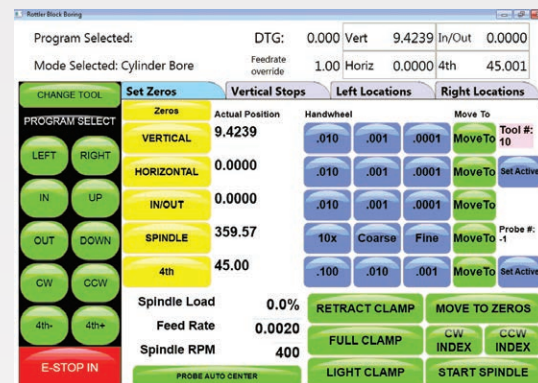 Rottler Block Boring
Program Selected: DTG: 0.000 Vert 9.4239 In/Out 0.0000
Mode Selected: Cylinder Bore Feedrate override 1.00 Horiz 0.0000 4th 45.001
CHANGE TOOL
PROGRAM SELECT
LEFT RIGHT
IN UP
OUT DOWN
CW CCW
4th- 4th+
E-STOP IN
Set Zeros Vertical Stops Left Locations Right Locations
Zeros Actual Position Handwheel Move To
VERTICAL 9.4239 .010 .001 .0001 MoveTo Tool #: 10
HORIZONTAL 0.0000 .010 .001 .0001 MoveTo Set Active
IN/OUT 0.0000 .010 .001 .0001 MoveTo
SPINDLE 359.57 10x Coarse Fine MoveTo Probe #: -1
4th 45.00 .100 .010 .001 MoveTo Set Active
Spindle Load 0.0%
Feed Rate 0.0020
Spindle RPM 400
PROBE AUTO CENTER
RETRACT CLAMP MOVE TO ZEROS
FULL CLAMP CW INDEX CCW INDEX
LIGHT CLAMP START SPINDLE